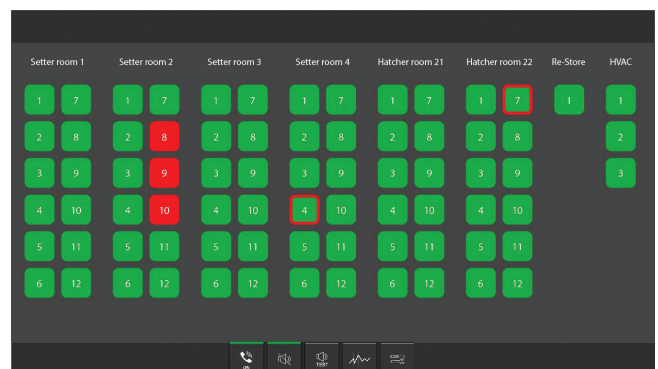 Setter room 1 Setter room 2 Setter room 3 Setter room 4 Hatcher room 21 Hatcher room 22 Re-Store HVAC
1 7 1 7 1 7 1 7 1 7 1 7 1 1
2 8 2 8 2 8 2 8 2 8 2 8 2
3 9 3 9 3 9 3 9 3 9 3 9 3
4 10 4 10 4 10 4 10 4 10 4 10
5 11 5 11 5 11 5 11 5 11 5 11
6 12 6 12 6 12 6 12 6 12 6 12
ON TEST